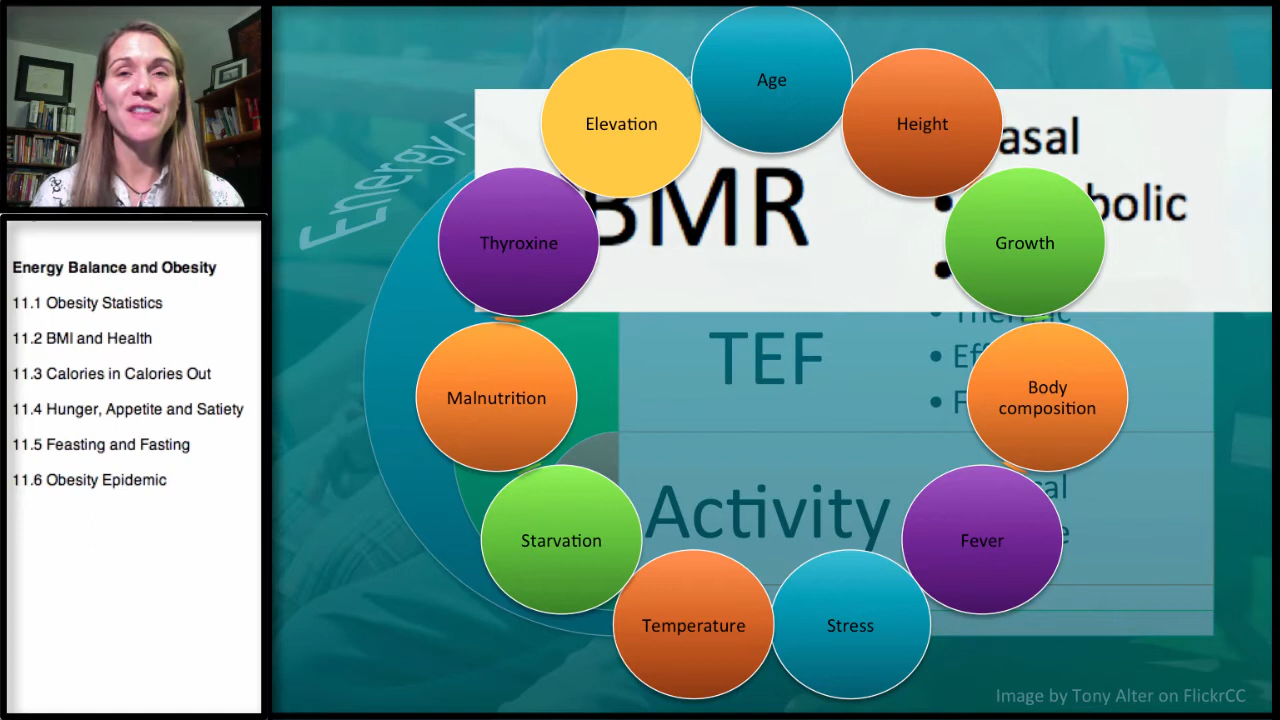 Energy Balance and Obesity
11.1 Obesity Statistics
11.2 BMI and Health
11.3 Calories in Calories Out
11.4 Hunger, Appetite and Satiety
11.5 Feasting and Fasting
11.6 Obesity Epidemic
Age
Elevation
Height
Thyroxine
Growth
Malnutrition
Body
composition
Starvation
Fever
Temperature
Stress
Energy
BMR
TEF
Activity
Image by Tony Alter on FlickrCC